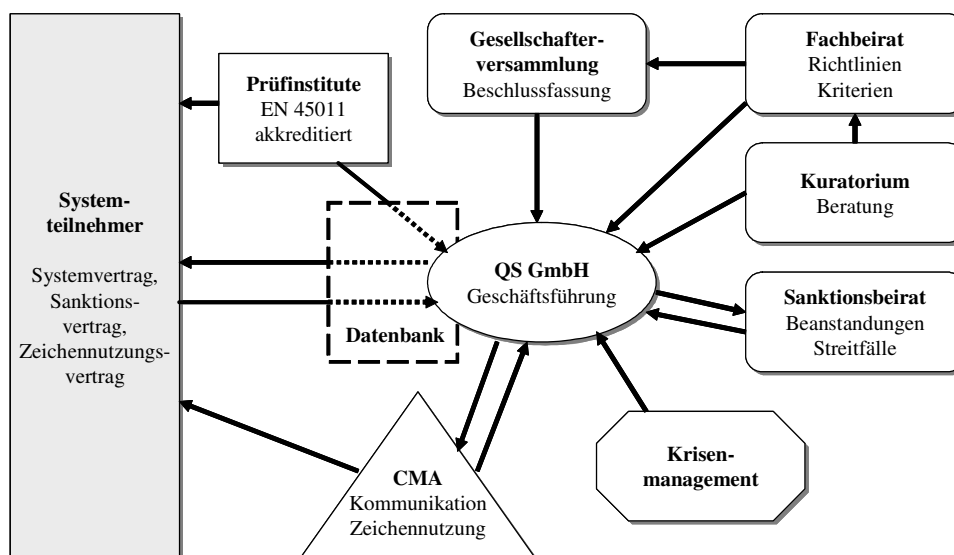 System-
teilnehmer
Systemvertrag,
Sanktions-
vertrag,
Zeichennutzungs-
vertrag
Prüfinstitute
EN 45011
akkreditiert
Gesellschafter-
versammlung
Beschlussfassung
Fachbeirat
Richtlinien
Kriterien
Kuratorium
Beratung
QS GmbH
Geschäftsführung
Datenbank
Sanktionsbeirat
Beanstandungen
Streitfälle
Krisen-
management
CMA
Kommunikation
Zeichennutzung